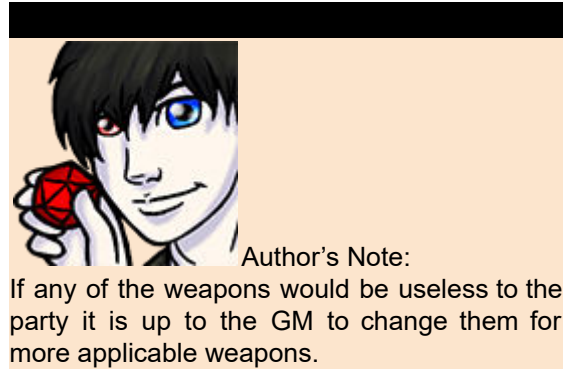 Author’s Note:
If any of the weapons would be useless to the
party it is up to the GM to change them for
more applicable weapons.